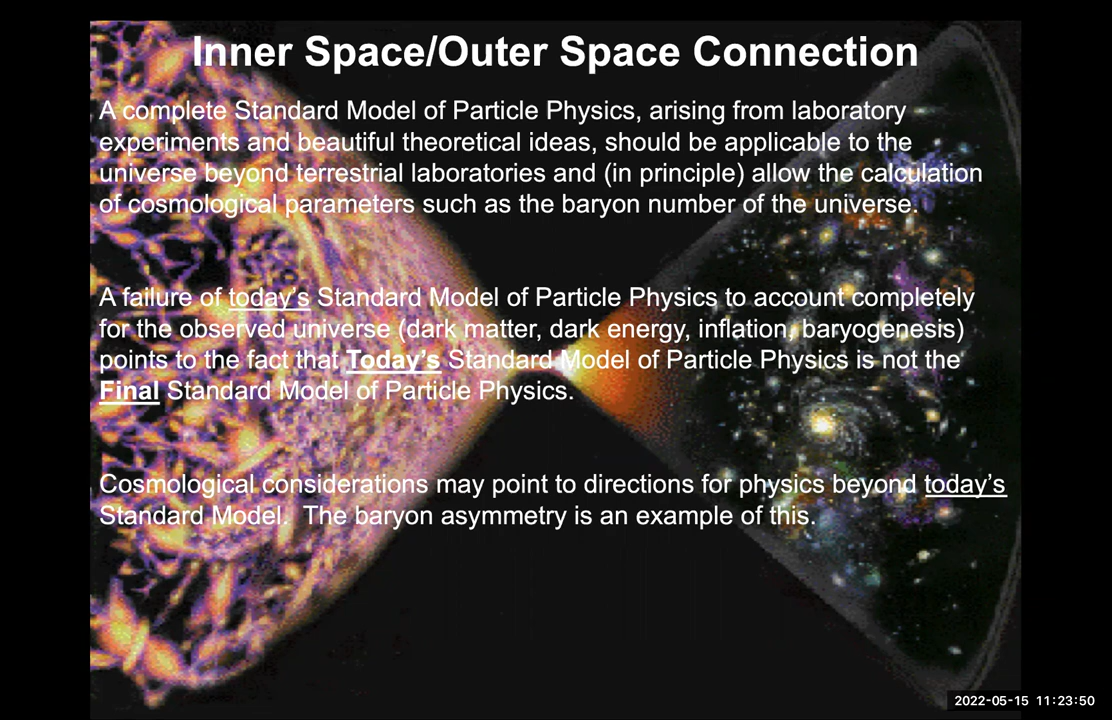 Inner Space/Outer Space Connection
A complete Standard Model of Particle Physics, arising from laboratory
experiments and beautiful theoretical ideas, should be applicable to the
universe beyond terrestrial laboratories and (in principle) allow the calculation
of cosmological parameters such as the baryon number of the universe.
A failure of today’s Standard Model of Particle Physics to account completely
for the observed universe (dark matter, dark energy, inflation, baryogenesis)
points to the fact that Today’s Standard Model of Particle Physics is not the
Final Standard Model of Particle Physics.
Cosmological considerations may point to directions for physics beyond today’s
Standard Model.  The baryon asymmetry is an example of this.
2022-05-15 11:23:50